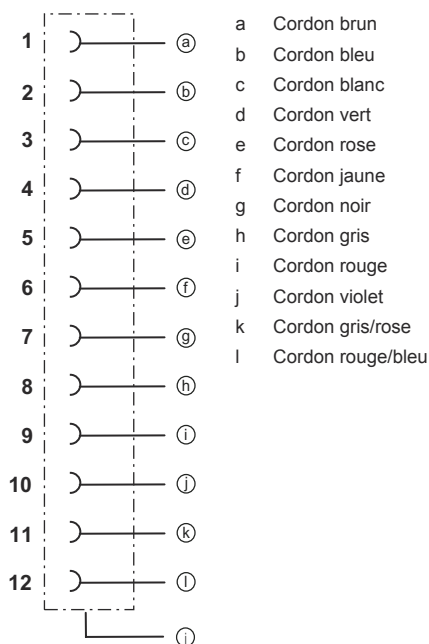 1 ⓐ
2 ⓑ
3 ⓒ
4 ⓓ
5 ⓔ
6 ⓕ
7 ⓖ
8 ⓗ
9 ⓘ
10 ⓙ
11 ⓚ
12 ⓛ
a Cordon brun
b Cordon bleu
c Cordon blanc
d Cordon vert
e Cordon rose
f Cordon jaune
g Cordon noir
h Cordon gris
i Cordon rouge
j Cordon violet
k Cordon gris/rose
l Cordon rouge/bleu